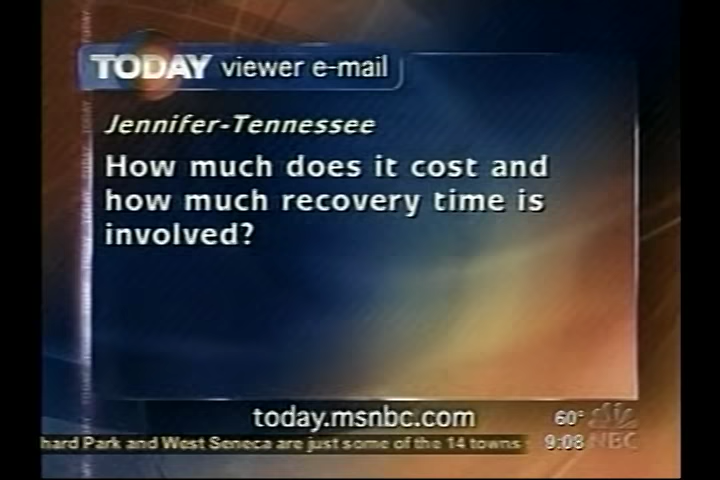 TODAY viewer e-mail
Jennifer-Tennessee
How much does it cost and
how much recovery time is
involved?
today.msnbc.com
60°
hard Park and West Seneca are just some of the 14 towns
9:08 NBC